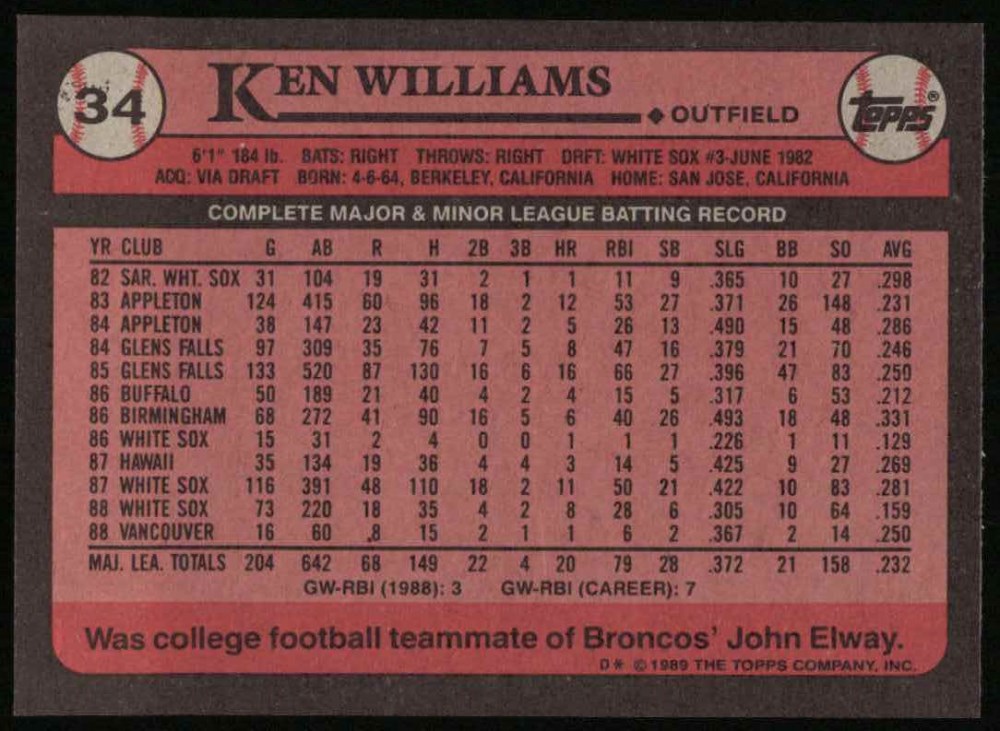 34
KEN WILLIAMS
◆ OUTFIELD
TOPPS®
6'1" 184 lb. BATS: RIGHT THROWS: RIGHT DRFT: WHITE SOX #3-JUNE 1982
ACQ: VIA DRAFT BORN: 4-6-64, BERKELEY, CALIFORNIA HOME: SAN JOSE, CALIFORNIA
COMPLETE MAJOR & MINOR LEAGUE BATTING RECORD
YR CLUB G AB R H 2B 3B HR RBI SB SLG BB SO AVG
82 SAR. WHT. SOX 31 104 19 31 2 1 1 11 9 .365 10 27 .298
83 APPLETON 124 415 60 96 18 2 12 53 27 .371 26 148 .231
84 APPLETON 38 147 23 42 11 2 5 26 13 .490 15 48 .286
84 GLENS FALLS 97 309 35 76 7 5 8 47 16 .379 21 70 .246
85 GLENS FALLS 133 520 87 130 16 6 16 66 27 .396 47 83 .250
86 BUFFALO 50 189 21 40 4 2 4 15 5 .317 6 53 .212
86 BIRMINGHAM 68 272 41 90 16 5 6 40 26 .493 18 48 .331
86 WHITE SOX 15 31 2 4 0 0 1 1 1 .226 1 11 .129
87 HAWAII 35 134 19 36 4 4 3 14 5 .425 9 27 .269
87 WHITE SOX 116 391 48 110 18 2 11 50 21 .422 10 83 .281
88 WHITE SOX 73 220 18 35 4 2 8 28 6 .305 10 64 .159
88 VANCOUVER 16 60 8 15 2 1 1 6 2 .367 2 14 .250
MAJ. LEA. TOTALS 204 642 68 149 22 4 20 79 28 .372 21 158 .232
GW-RBI (1988): 3 GW-RBI (CAREER): 7
Was college football teammate of Broncos' John Elway.
D* © 1989 THE TOPPS COMPANY, INC.